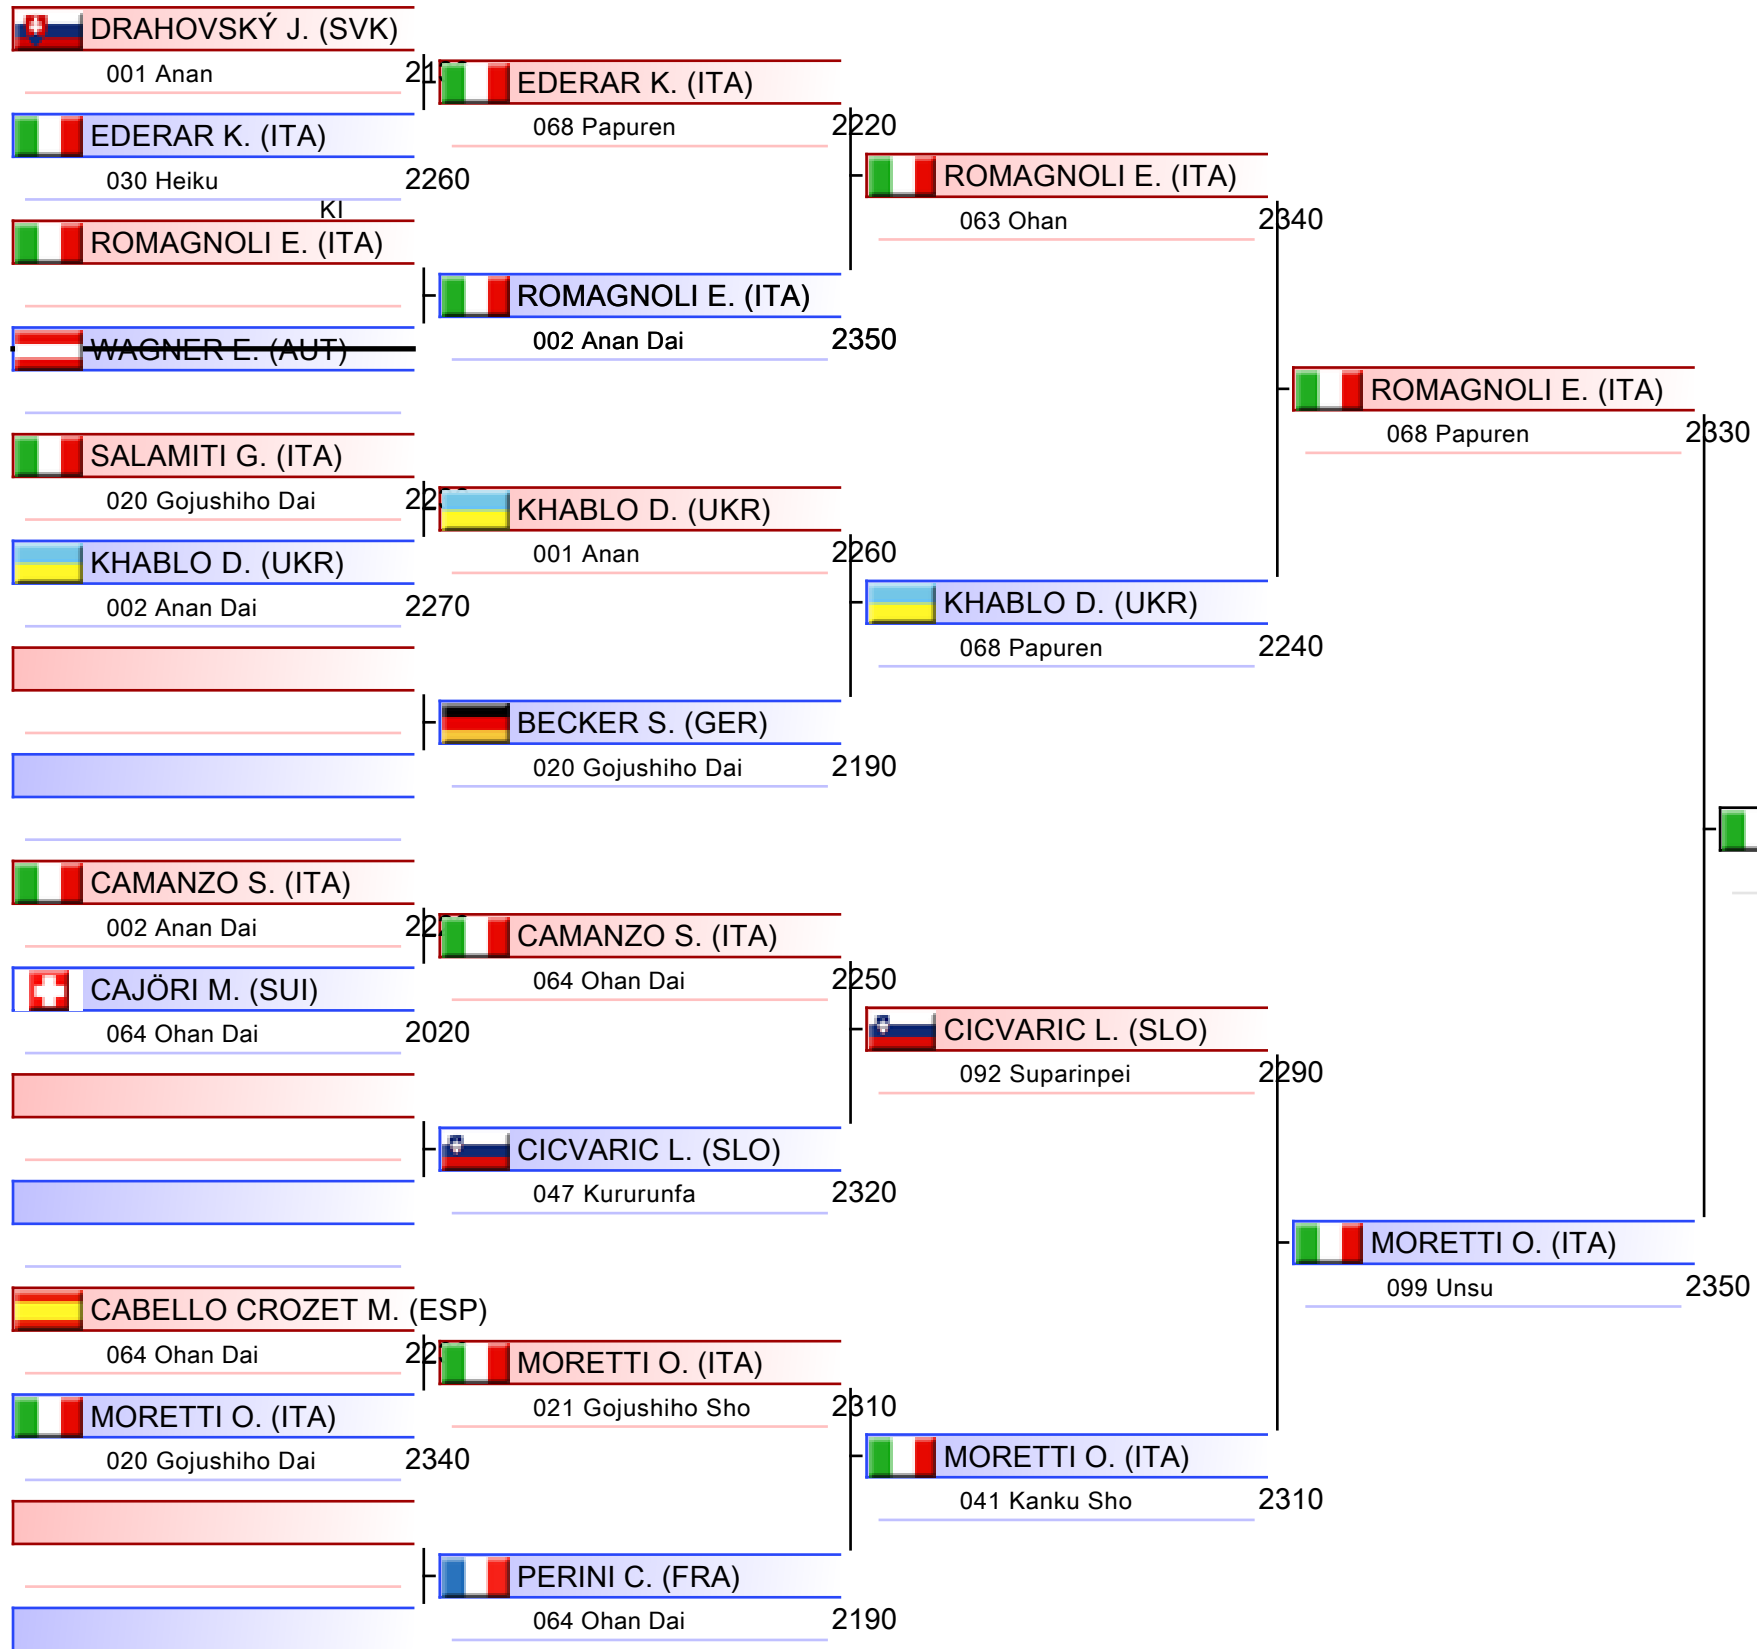 DRAHOVSKÝ J. (SVK)
001 Anan
EDERAR K. (ITA)
030 Heiku 2260
KI
ROMAGNOLI E. (ITA)
WAGNER E. (AUT)
SALAMITI G. (ITA)
020 Gojushiho Dai
KHABLO D. (UKR)
002 Anan Dai 2270
CAMANZO S. (ITA)
002 Anan Dai
CAJÖRI M. (SUI)
064 Ohan Dai 2020
CABELLO CROZET M. (ESP)
064 Ohan Dai
MORETTI O. (ITA)
020 Gojushiho Dai 2340
EDERAR K. (ITA)
068 Papuren 2220
ROMAGNOLI E. (ITA)
002 Anan Dai 2350
KHABLO D. (UKR)
001 Anan 2260
BECKER S. (GER)
020 Gojushiho Dai 2190
CAMANZO S. (ITA)
064 Ohan Dai 2250
CICVARIC L. (SLO)
047 Kururunfa 2320
MORETTI O. (ITA)
021 Gojushiho Sho 2310
PERINI C. (FRA)
064 Ohan Dai 2190
ROMAGNOLI E. (ITA)
063 Ohan 2340
KHABLO D. (UKR)
068 Papuren 2240
CICVARIC L. (SLO)
092 Suparinpei 2290
MORETTI O. (ITA)
041 Kanku Sho 2310
ROMAGNOLI E. (ITA)
068 Papuren 2330
MORETTI O. (ITA)
099 Unsu 2350